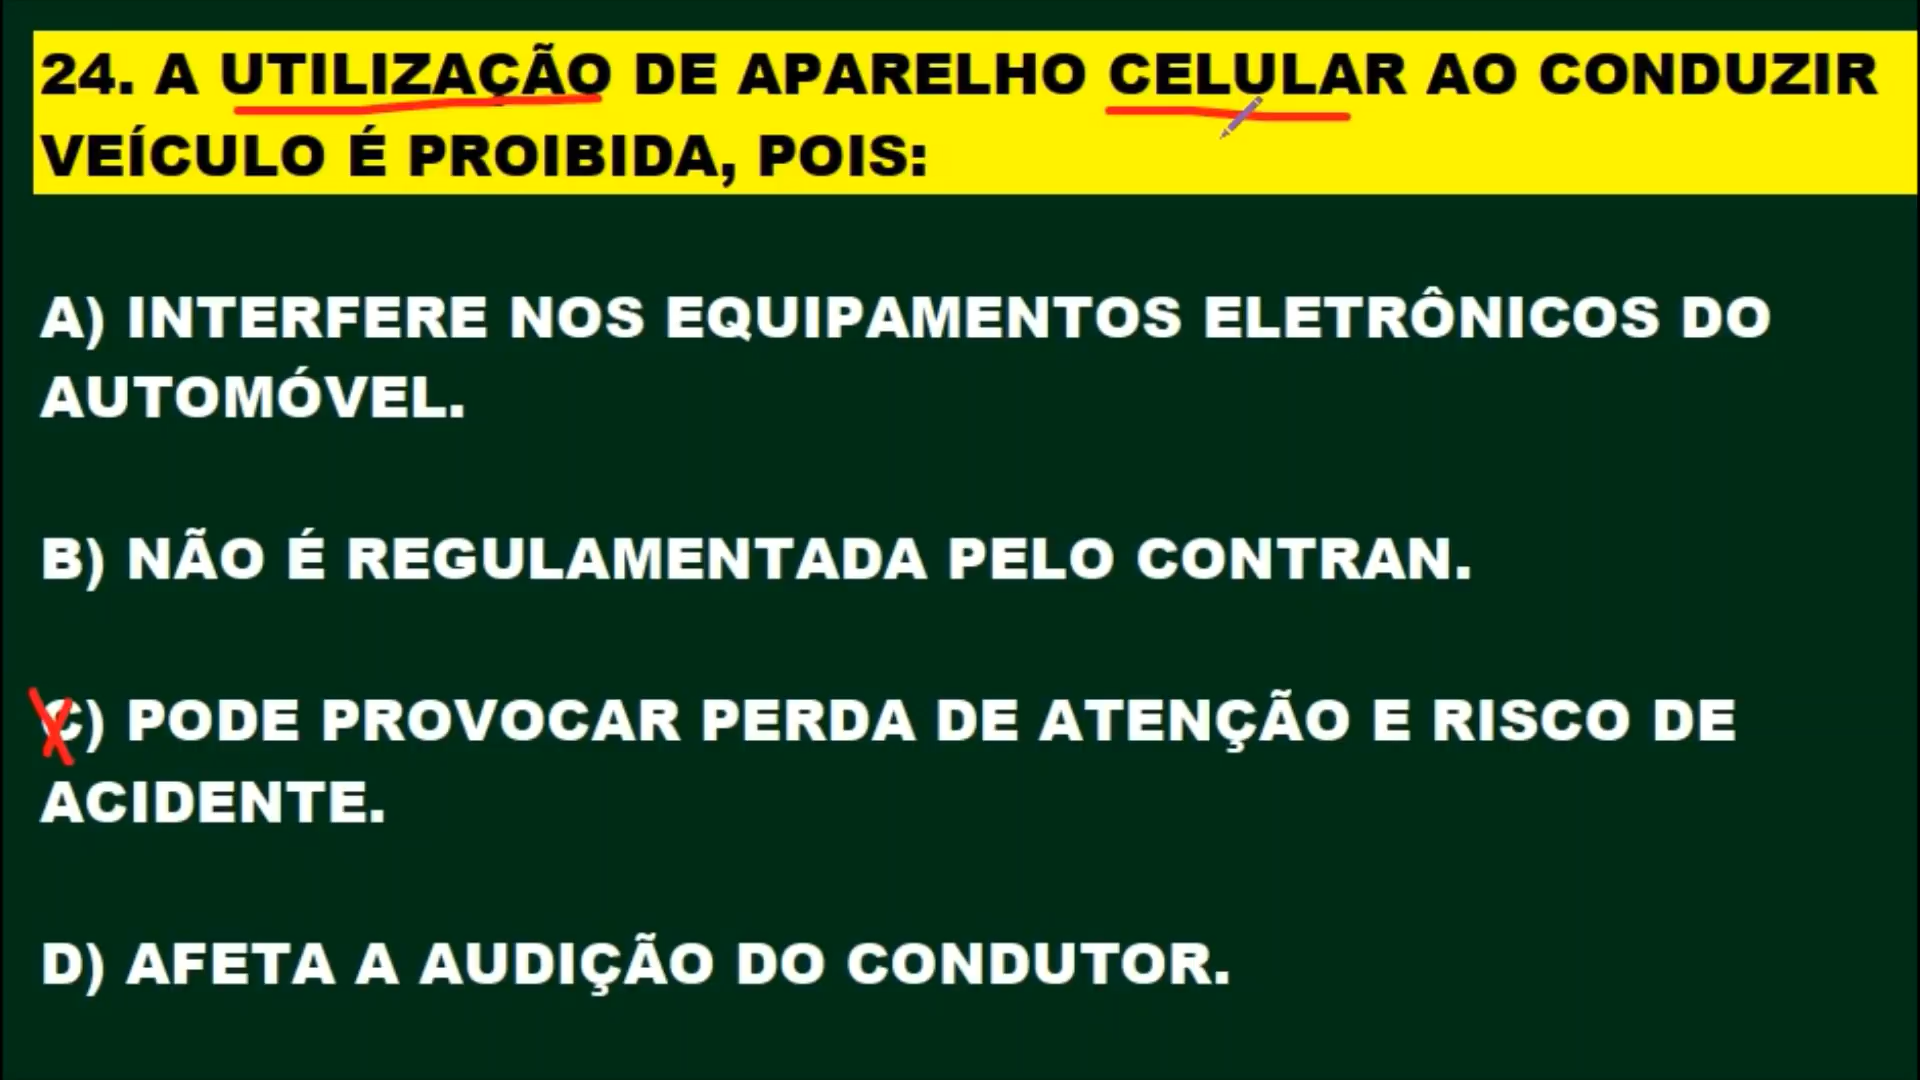 24. A UTILIZAÇÃO DE APARELHO CELULAR AO CONDUZIR
VEÍCULO É PROIBIDA, POIS:
A) INTERFERE NOS EQUIPAMENTOS ELETRÔNICOS DO
AUTOMÓVEL.
B) NÃO É REGULAMENTADA PELO CONTRAN.
C) PODE PROVOCAR PERDA DE ATENÇÃO E RISCO DE
ACIDENTE.
D) AFETA A AUDIÇÃO DO CONDUTOR.